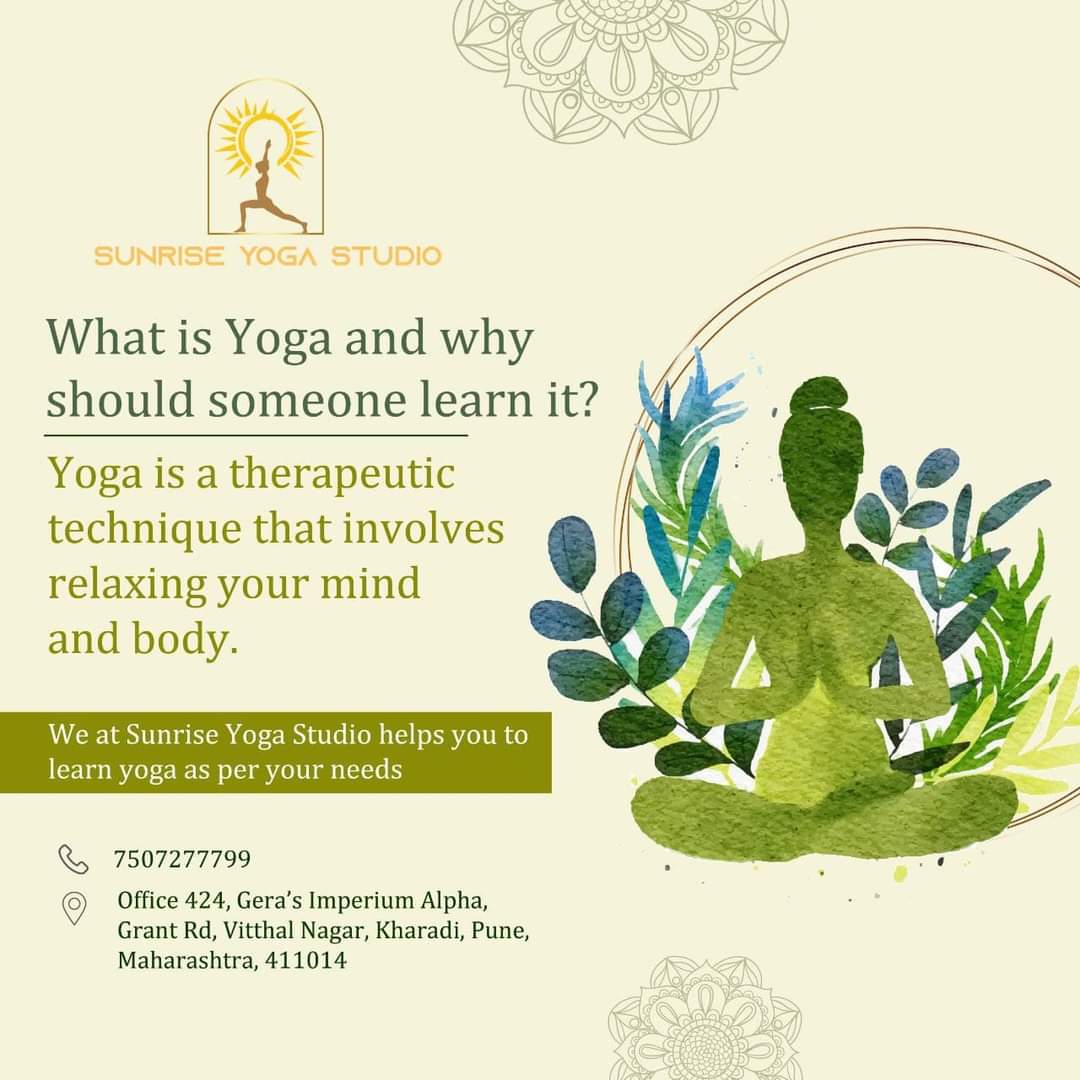 SUNRISE YOGA STUDIO
What is Yoga and why
should someone learn it?
Yoga is a therapeutic
technique that involves
relaxing your mind
and body.
We at Sunrise Yoga Studio helps you to
learn yoga as per your needs
7507277799
Office 424, Gera’s Imperium Alpha,
Grant Rd, Vitthal Nagar, Kharadi, Pune,
Maharashtra, 411014